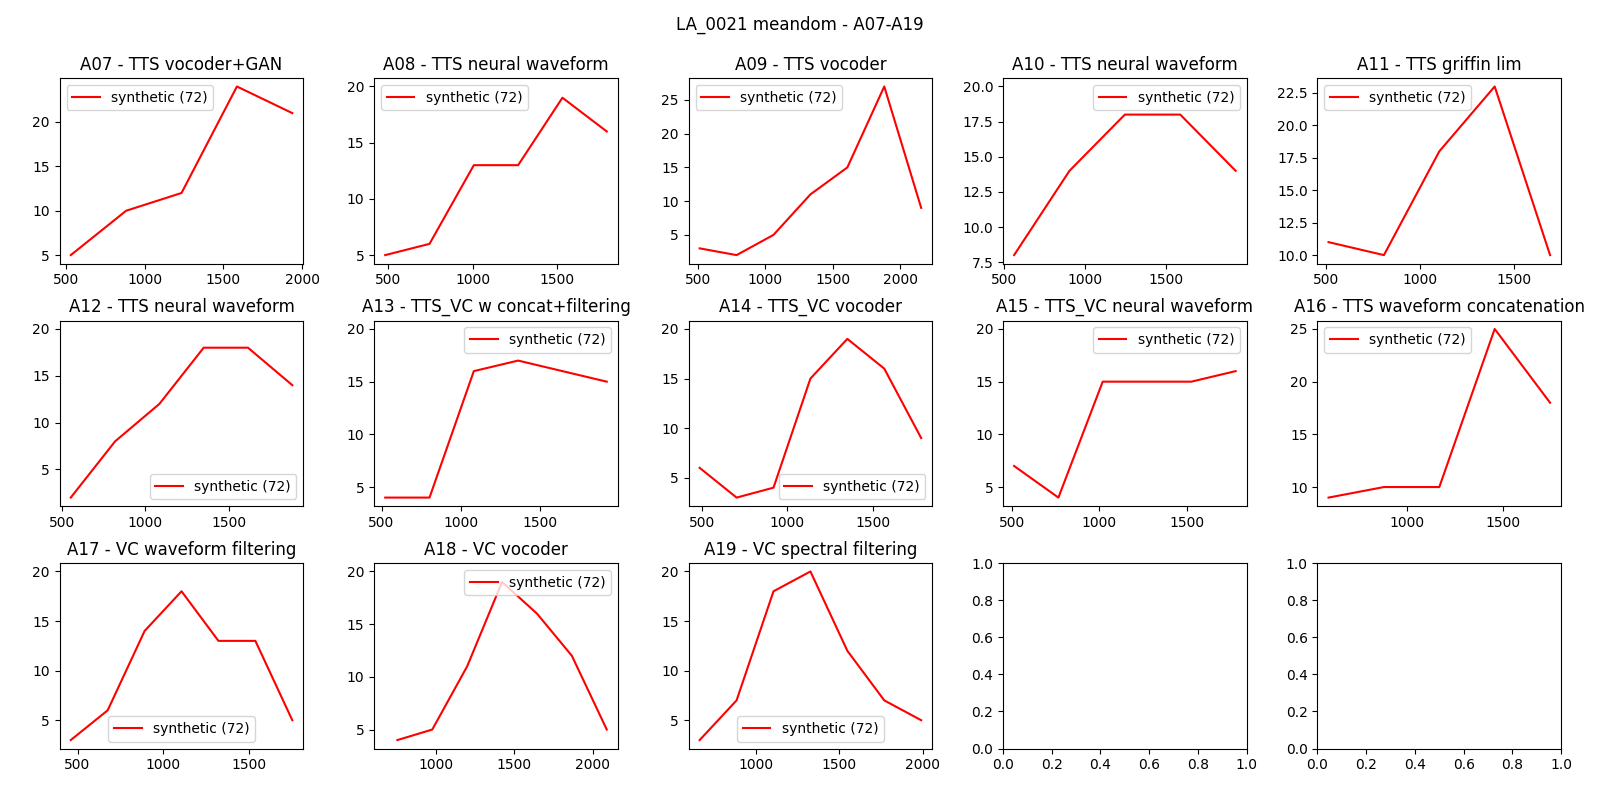 LA_0021 meandom - A07-A19
A07 - TTS vocoder+GAN
A08 - TTS neural waveform
A09 - TTS vocoder
A10 - TTS neural waveform
A11 - TTS griffin lim
synthetic (72)
synthetic (72)
synthetic (72)
synthetic (72)
synthetic (72)
20
15
10
5
500 1000 1500 2000
20
15
10
5
500 1000 1500
25
20
15
10
5
500 1000 1500 2000
20.0
17.5
15.0
12.5
10.0
7.5
500 1000 1500
22.5
20.0
17.5
15.0
12.5
10.0
500 1000 1500
A12 - TTS neural waveform
A13 - TTS_VC w concat+filtering
A14 - TTS_VC vocoder
A15 - TTS_VC neural waveform
A16 - TTS waveform concatenation
synthetic (72)
synthetic (72)
synthetic (72)
synthetic (72)
synthetic (72)
20
15
10
5
500 1000 1500
20
15
10
5
500 1000 1500
20
15
10
5
500 1000 1500
20
15
10
5
500 1000 1500
25
20
15
10
1000 1500
A17 - VC waveform filtering
A18 - VC vocoder
A19 - VC spectral filtering
synthetic (72)
synthetic (72)
synthetic (72)
20
15
10
5
500 1000 1500
20
15
10
5
1000 1500 2000
20
15
10
5
1000 1500 2000
1.0
0.8
0.6
0.4
0.2
0.0
0.0 0.2 0.4 0.6 0.8 1.0
1.0
0.8
0.6
0.4
0.2
0.0
0.0 0.2 0.4 0.6 0.8 1.0